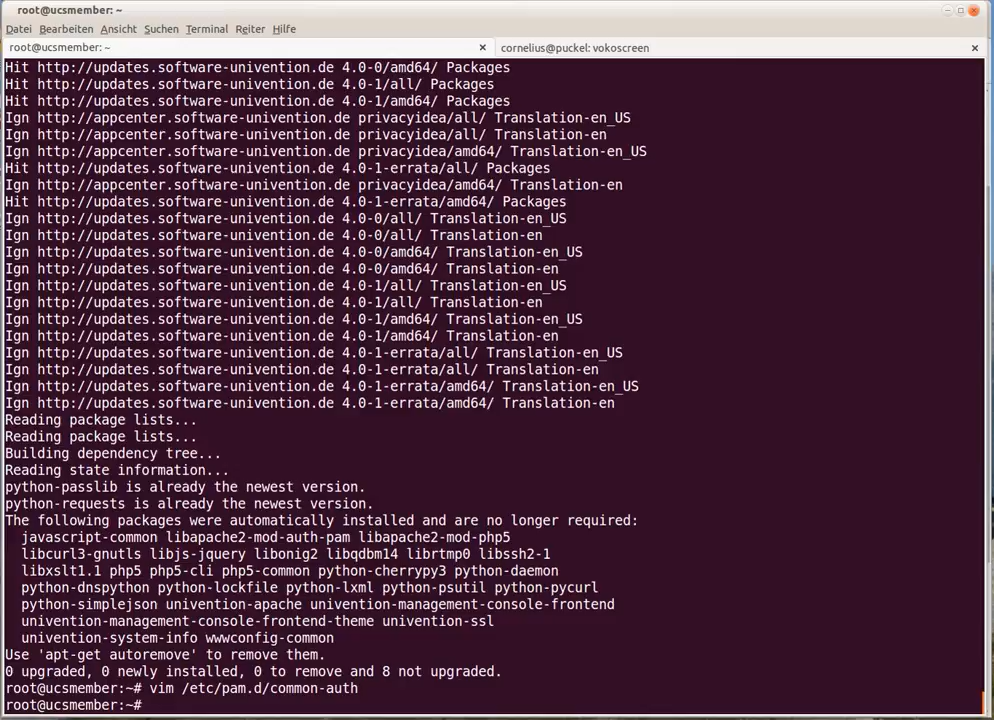 root@ucsmember: ~
Datei Bearbeiten Ansicht Suchen Terminal Reiter Hilfe
root@ucsmember: ~ cornelius@puckel: vokoscreen
Hit http://updates.software-univention.de 4.0-0/amd64/ Packages
Hit http://updates.software-univention.de 4.0-1/all/ Packages
Hit http://updates.software-univention.de 4.0-1/amd64/ Packages
Ign http://appcenter.software-univention.de privacyidea/all/ Translation-en_US
Ign http://appcenter.software-univention.de privacyidea/all/ Translation-en
Ign http://appcenter.software-univention.de privacyidea/amd64/ Translation-en_US
Hit http://updates.software-univention.de 4.0-1-errata/all/ Packages
Ign http://appcenter.software-univention.de privacyidea/amd64/ Translation-en
Hit http://updates.software-univention.de 4.0-1-errata/amd64/ Packages
Ign http://updates.software-univention.de 4.0-0/all/ Translation-en_US
Ign http://updates.software-univention.de 4.0-0/all/ Translation-en
Ign http://updates.software-univention.de 4.0-0/amd64/ Translation-en_US
Ign http://updates.software-univention.de 4.0-0/amd64/ Translation-en
Ign http://updates.software-univention.de 4.0-1/all/ Translation-en_US
Ign http://updates.software-univention.de 4.0-1/all/ Translation-en
Ign http://updates.software-univention.de 4.0-1/amd64/ Translation-en_US
Ign http://updates.software-univention.de 4.0-1/amd64/ Translation-en
Ign http://updates.software-univention.de 4.0-1-errata/all/ Translation-en_US
Ign http://updates.software-univention.de 4.0-1-errata/all/ Translation-en
Ign http://updates.software-univention.de 4.0-1-errata/amd64/ Translation-en_US
Ign http://updates.software-univention.de 4.0-1-errata/amd64/ Translation-en
Reading package lists...
Reading package lists...
Building dependency tree...
Reading state information...
python-passlib is already the newest version.
python-requests is already the newest version.
The following packages were automatically installed and are no longer required:
javascript-common libapache2-mod-auth-pam libapache2-mod-php5
libcurl3-gnutls libjs-jquery libonig2 libqdbm14 librtmp0 libssh2-1
libxslt1.1 php5 php5-cli php5-common python-cherrypy3 python-daemon
python-dnspython python-lockfile python-lxml python-psutil python-pycurl
python-simplejson univention-apache univention-management-console-frontend
univention-management-console-frontend-theme univention-ssl
univention-system-info wwwconfig-common
Use 'apt-get autoremove' to remove them.
0 upgraded, 0 newly installed, 0 to remove and 8 not upgraded.
root@ucsmember:~# vim /etc/pam.d/common-auth
root@ucsmember:~#